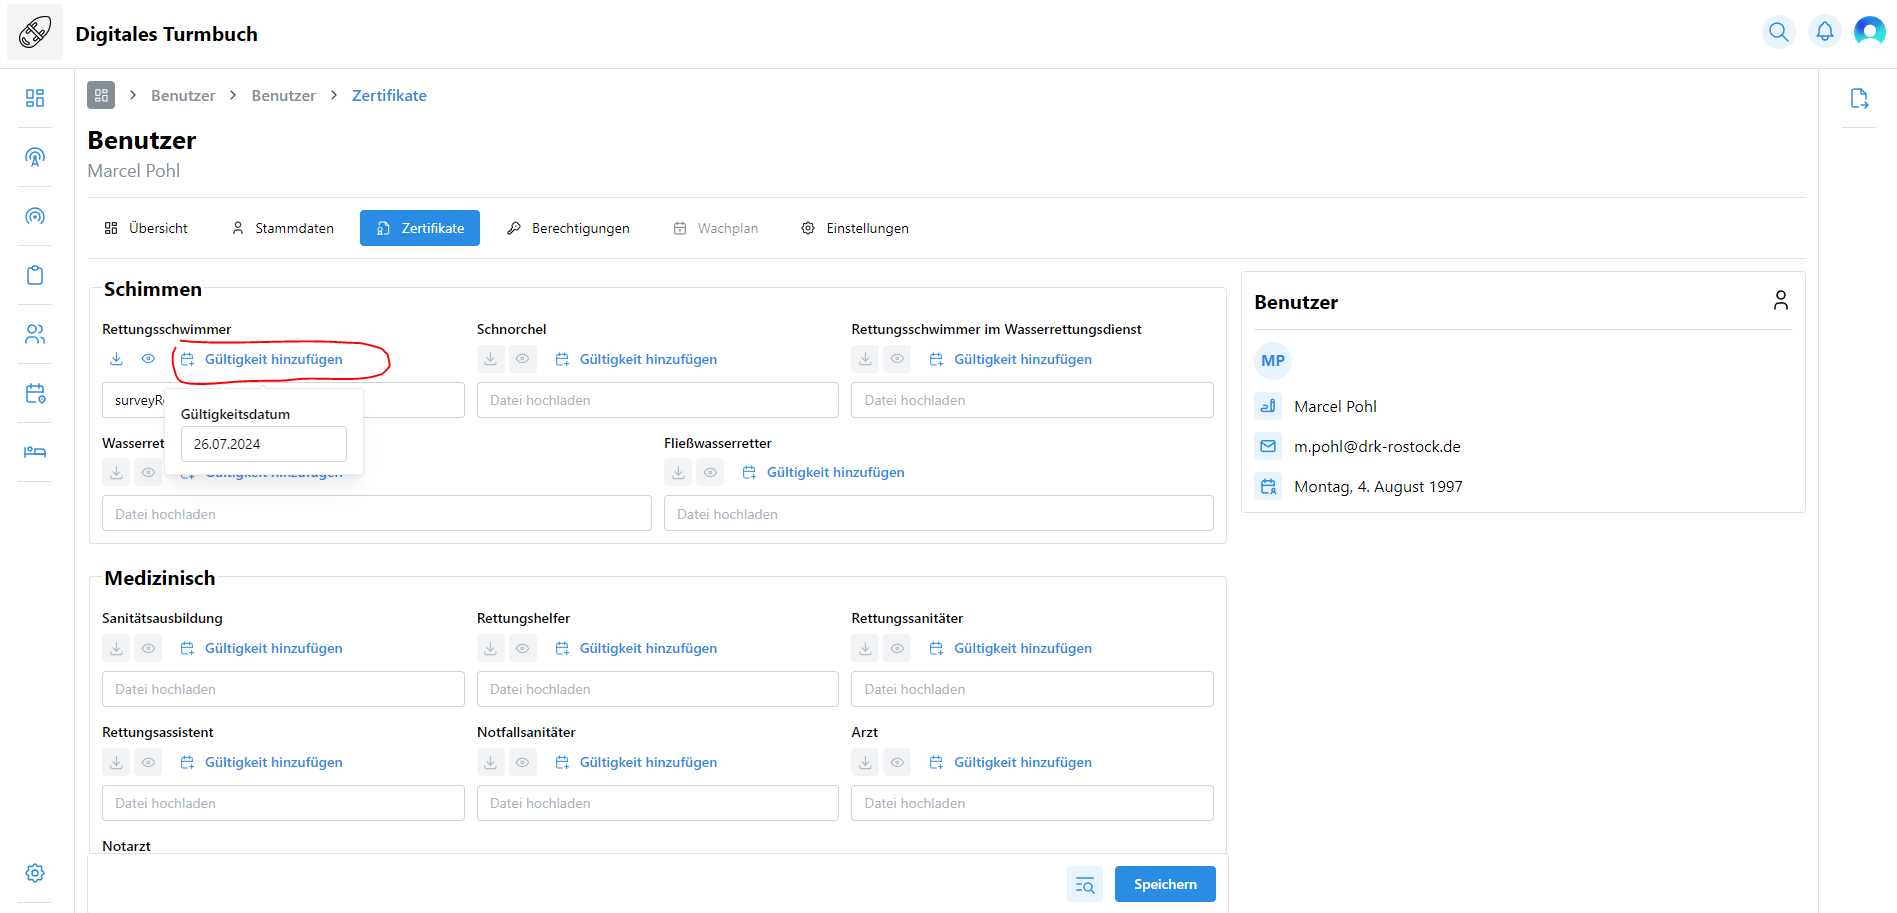 Digitales Turmbuch
Benutzer > Benutzer > Zertifikate
Benutzer
Marcel Pohl
Übersicht Stammdaten Zertifikate Berechtigungen Wachplan Einstellungen
Schimmen
Rettungsschwimmer Schnorchel Rettungsschwimmer im Wasserrettungsdienst
Gültigkeit hinzufügen Gültigkeit hinzufügen Gültigkeit hinzufügen
Datei hochladen Datei hochladen
Gültigkeitsdatum
26.07.2024
Fließwasserretter
Gültigkeit hinzufügen Gültigkeit hinzufügen
Datei hochladen Datei hochladen
Medizinisch
Sanitätsausbildung Rettungshelfer Rettungssanitäter
Gültigkeit hinzufügen Gültigkeit hinzufügen Gültigkeit hinzufügen
Datei hochladen Datei hochladen Datei hochladen
Rettungsassistent Notfallsanitäter Arzt
Gültigkeit hinzufügen Gültigkeit hinzufügen Gültigkeit hinzufügen
Datei hochladen Datei hochladen Datei hochladen
Notarzt
Speichern
Benutzer
MP
Marcel Pohl
m.pohl@drk-rostock.de
Montag, 4. August 1997